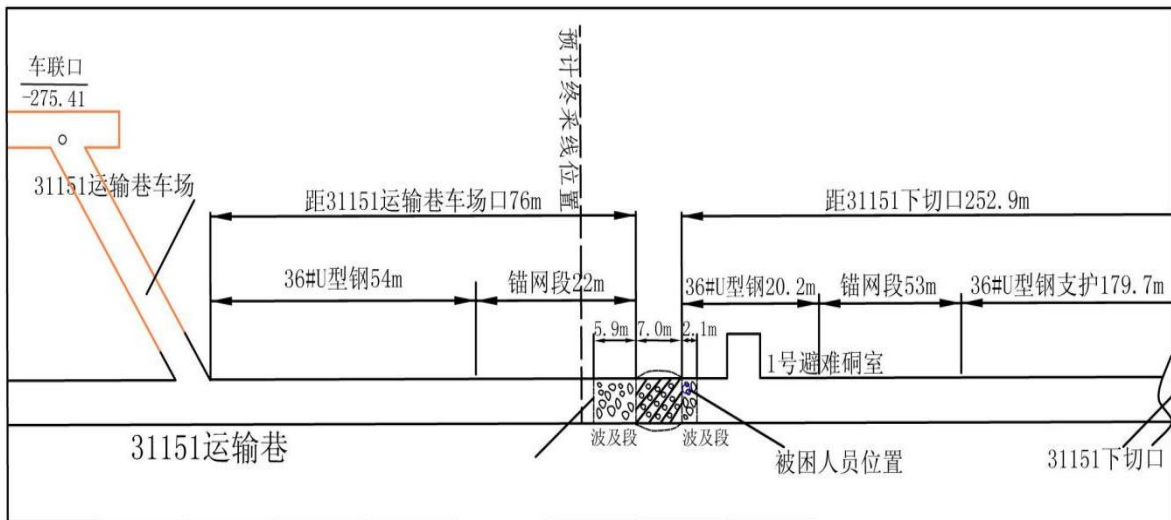 车联口
-275.41
预计终采线位置
31151运输巷车场
距31151运输巷车场口76m
距31151下切口252.9m
36#U型钢54m
锚网段22m
36#U型钢20.2m
锚网段53m
36#U型钢支护179.7m
5.9m
7.0m
2.1m
1号避难硐室
31151运输巷
波及段
波及段
被困人员位置
31151下切口